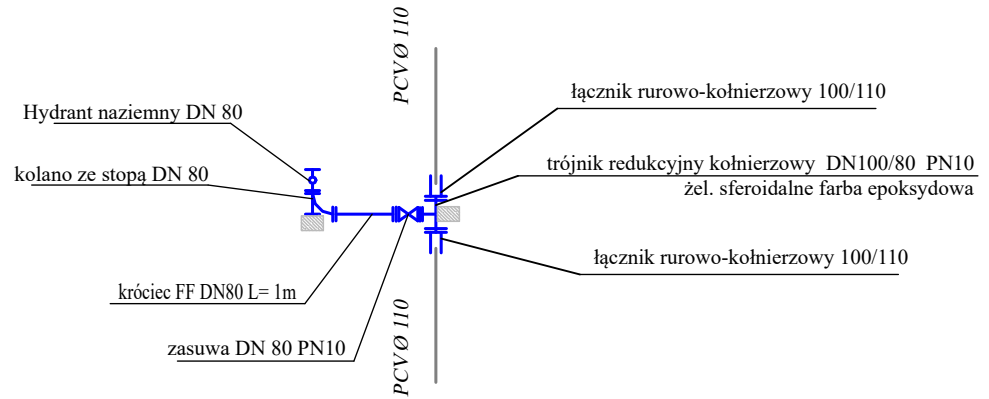 PCV Ø 110
łącznik rurowo-kołnierzowy 100/110
Hydrant naziemny DN 80
trójnik redukcyjny kołnierzowy DN100/80 PN10
kolano ze stopą DN 80
żel. sferoidalne farba epoksydowa
łącznik rurowo-kołnierzowy 100/110
króciec FF DN80 L= 1m
zasuwa DN 80 PN10
PCV Ø 110